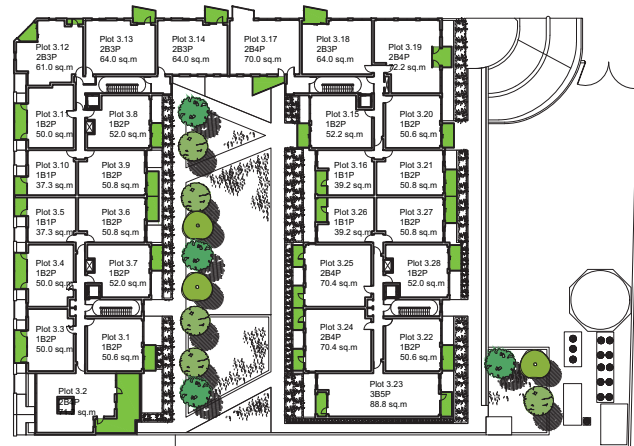 Plot 3.12
2B3P
61.0 sq.m
Plot 3.13
2B3P
64.0 sq.m
Plot 3.14
2B3P
64.0 sq.m
Plot 3.17
2B4P
70.0 sq.m
Plot 3.18
2B3P
64.0 sq.m
Plot 3.19
2B4P
Plot 3.11
1B2P
50.0 sq.m
Plot 3.8
1B2P
52.0 sq.m
Plot 3.15
1B2P
52.2 sq.m
Plot 3.20
1B2P
50.6 sq.m
Plot 3.10
1B1P
37.3 sq.m
Plot 3.9
1B2P
50.8 sq.m
Plot 3.16
1B1P
39.2 sq.m
Plot 3.21
1B2P
50.8 sq.m
Plot 3.5
1B1P
37.3 sq.m
Plot 3.6
1B2P
50.8 sq.m
Plot 3.26
1B1P
39.2 sq.m
Plot 3.27
1B2P
50.8 sq.m
Plot 3.4
1B2P
50.0 sq.m
Plot 3.7
1B2P
52.0 sq.m
Plot 3.25
2B4P
70.4 sq.m
Plot 3.28
1B2P
52.0 sq.m
Plot 3.3
1B2P
50.0 sq.m
Plot 3.1
1B2P
50.6 sq.m
Plot 3.24
2B4P
70.4 sq.m
Plot 3.22
1B2P
50.6 sq.m
Plot 3.2
sq.m
Plot 3.23
3B5P
88.8 sq.m